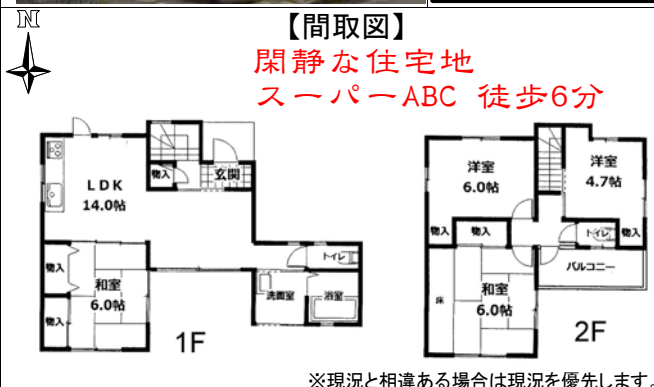 N
【間取図】
閑静な住宅地
スーパーABC 徒歩6分
物入
玄関
LDK
14.0帖
物入
和室
6.0帖
物入
トイレ
洗面室
浴室
1F
洋室
6.0帖
洋室
4.7帖
物入
物入
トイレ
物入
バルコニー
床
和室
6.0帖
2F
※現況と相違ある場合は現況を優先します。